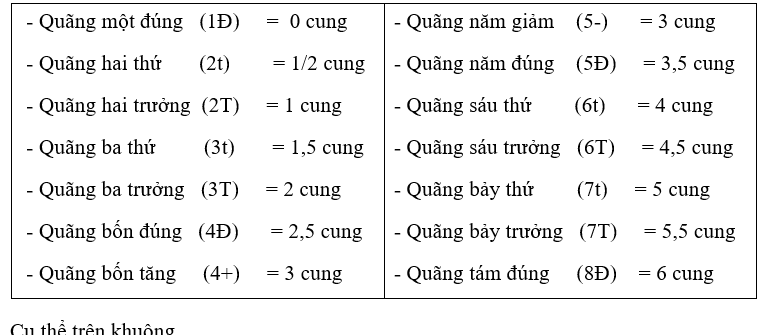 - Quãng một đúng (1Đ) = 0 cung
- Quãng hai thứ (2t) = 1/2 cung
- Quãng hai trưởng (2T) = 1 cung
- Quãng ba thứ (3t) = 1,5 cung
- Quãng ba trưởng (3T) = 2 cung
- Quãng bốn đúng (4Đ) = 2,5 cung
- Quãng bốn tăng (4+) = 3 cung
- Quãng năm giảm (5-) = 3 cung
- Quãng năm đúng (5Đ) = 3,5 cung
- Quãng sáu thứ (6t) = 4 cung
- Quãng sáu trưởng (6T) = 4,5 cung
- Quãng bảy thứ (7t) = 5 cung
- Quãng bảy trưởng (7T) = 5,5 cung
- Quãng tám đúng (8Đ) = 6 cung
Cụ thể trên khuông